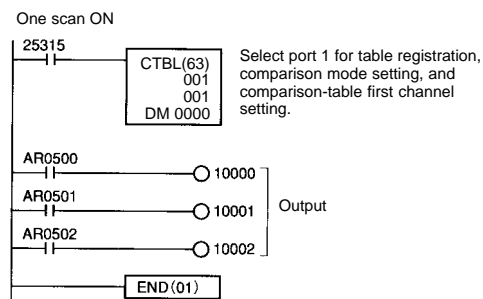 One scan ON
25315
CTBL(63)
001
001
DM 0000
Select port 1 for table registration,
comparison mode setting, and
comparison-table first channel
setting.
AR0500
10000
AR0501
10001
Output
AR0502
10002
END(01)